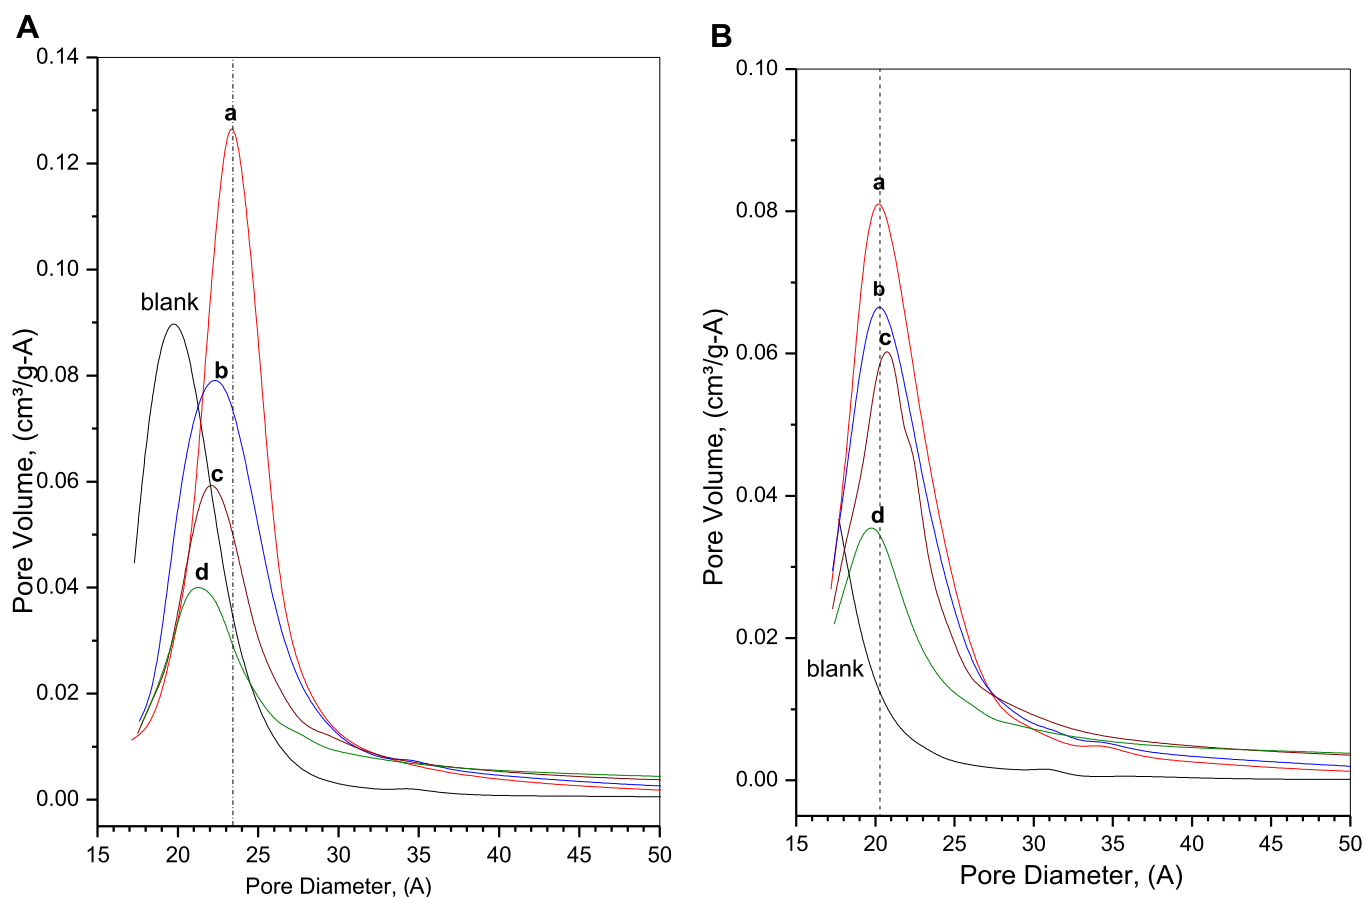 A
0.14
0.12
0.10
0.08
0.06
0.04
0.02
0.00
15 20 25 30 35 40 45 50
Pore Volume, (cm³/g-A)
Pore Diameter, (A)
blank
a
b
c
d
B
0.10
0.08
0.06
0.04
0.02
0.00
15 20 25 30 35 40 45 50
Pore Volume, (cm³/g-A)
Pore Diameter, (A)
a
b
c
d
blank